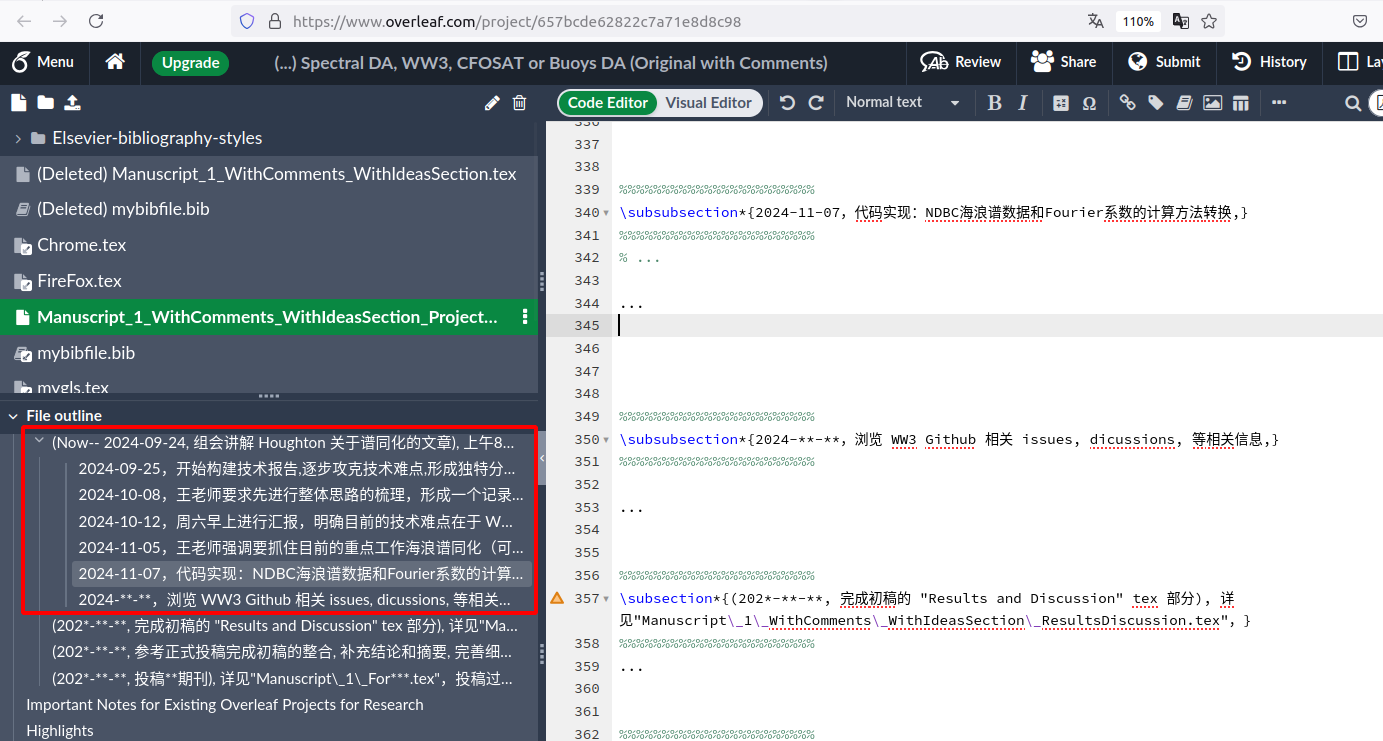 https://www.overleaf.com/project/657bcde62822c7a71e8d8c98
110%
Menu
Upgrade
(...) Spectral DA, WW3, CFOSAT or Buoys DA (Original with Comments)
Review
Share
Submit
History
Lay
Code Editor
Visual Editor
Normal text
B I
Ω
Elsevier-bibliography-styles
(Deleted) Manuscript_1_WithComments_WithIdeasSection.tex
(Deleted) mybibfile.bib
Chrome.tex
FireFox.tex
Manuscript_1_WithComments_WithIdeasSection_Project...
mybibfile.bib
mygls.tex
File outline
(Now-- 2024-09-24, 组会讲解 Houghton 关于谱同化的文章), 上午8...
2024-09-25，开始构建技术报告,逐步攻克技术难点,形成独特分...
2024-10-08，王老师要求先进行整体思路的梳理，形成一个记录...
2024-10-12，周六早上进行汇报，明确目前的技术难点在于 W...
2024-11-05，王老师强调要抓住目前的重点工作海浪谱同化（可...
2024-11-07，代码实现：NDBC海浪谱数据和Fourier系数的计算...
2024-**-**，浏览 WW3 Github 相关 issues, dicussions, 等相关...
(202*-**-**, 完成初稿的 "Results and Discussion" tex 部分), 详见"Ma...
(202*-**-**, 参考正式投稿完成初稿的整合, 补充结论和摘要, 完善细...
(202*-**-**, 投稿**期刊), 详见"Manuscript\_1\_For***.tex"，投稿过...
Important Notes for Existing Overleaf Projects for Research
Highlights
336
337
338
339 %%%%%%%%%%%%%%%%%%%%%%%
340 \subsubsection*{2024-11-07，代码实现：NDBC海浪谱数据和Fourier系数的计算方法转换,}
341 %%%%%%%%%%%%%%%%%%%%%%%
342 % ...
343
344 ...
345
346
347
348
349 %%%%%%%%%%%%%%%%%%%%%%%
350 \subsubsection*{2024-**-**，浏览 WW3 Github 相关 issues, dicussions, 等相关信息,}
351 %%%%%%%%%%%%%%%%%%%%%%%
352
353 ...
354
355
356 %%%%%%%%%%%%%%%%%%%%%%%
357 \subsection*{(202*-**-**, 完成初稿的 "Results and Discussion" tex 部分), 详
见"Manuscript\_1\_WithComments\_WithIdeasSection\_ResultsDiscussion.tex"，}
358 %%%%%%%%%%%%%%%%%%%%%%%
359 ...
360
361
362 %%%%%%%%%%%%%%%%%%%%%%%